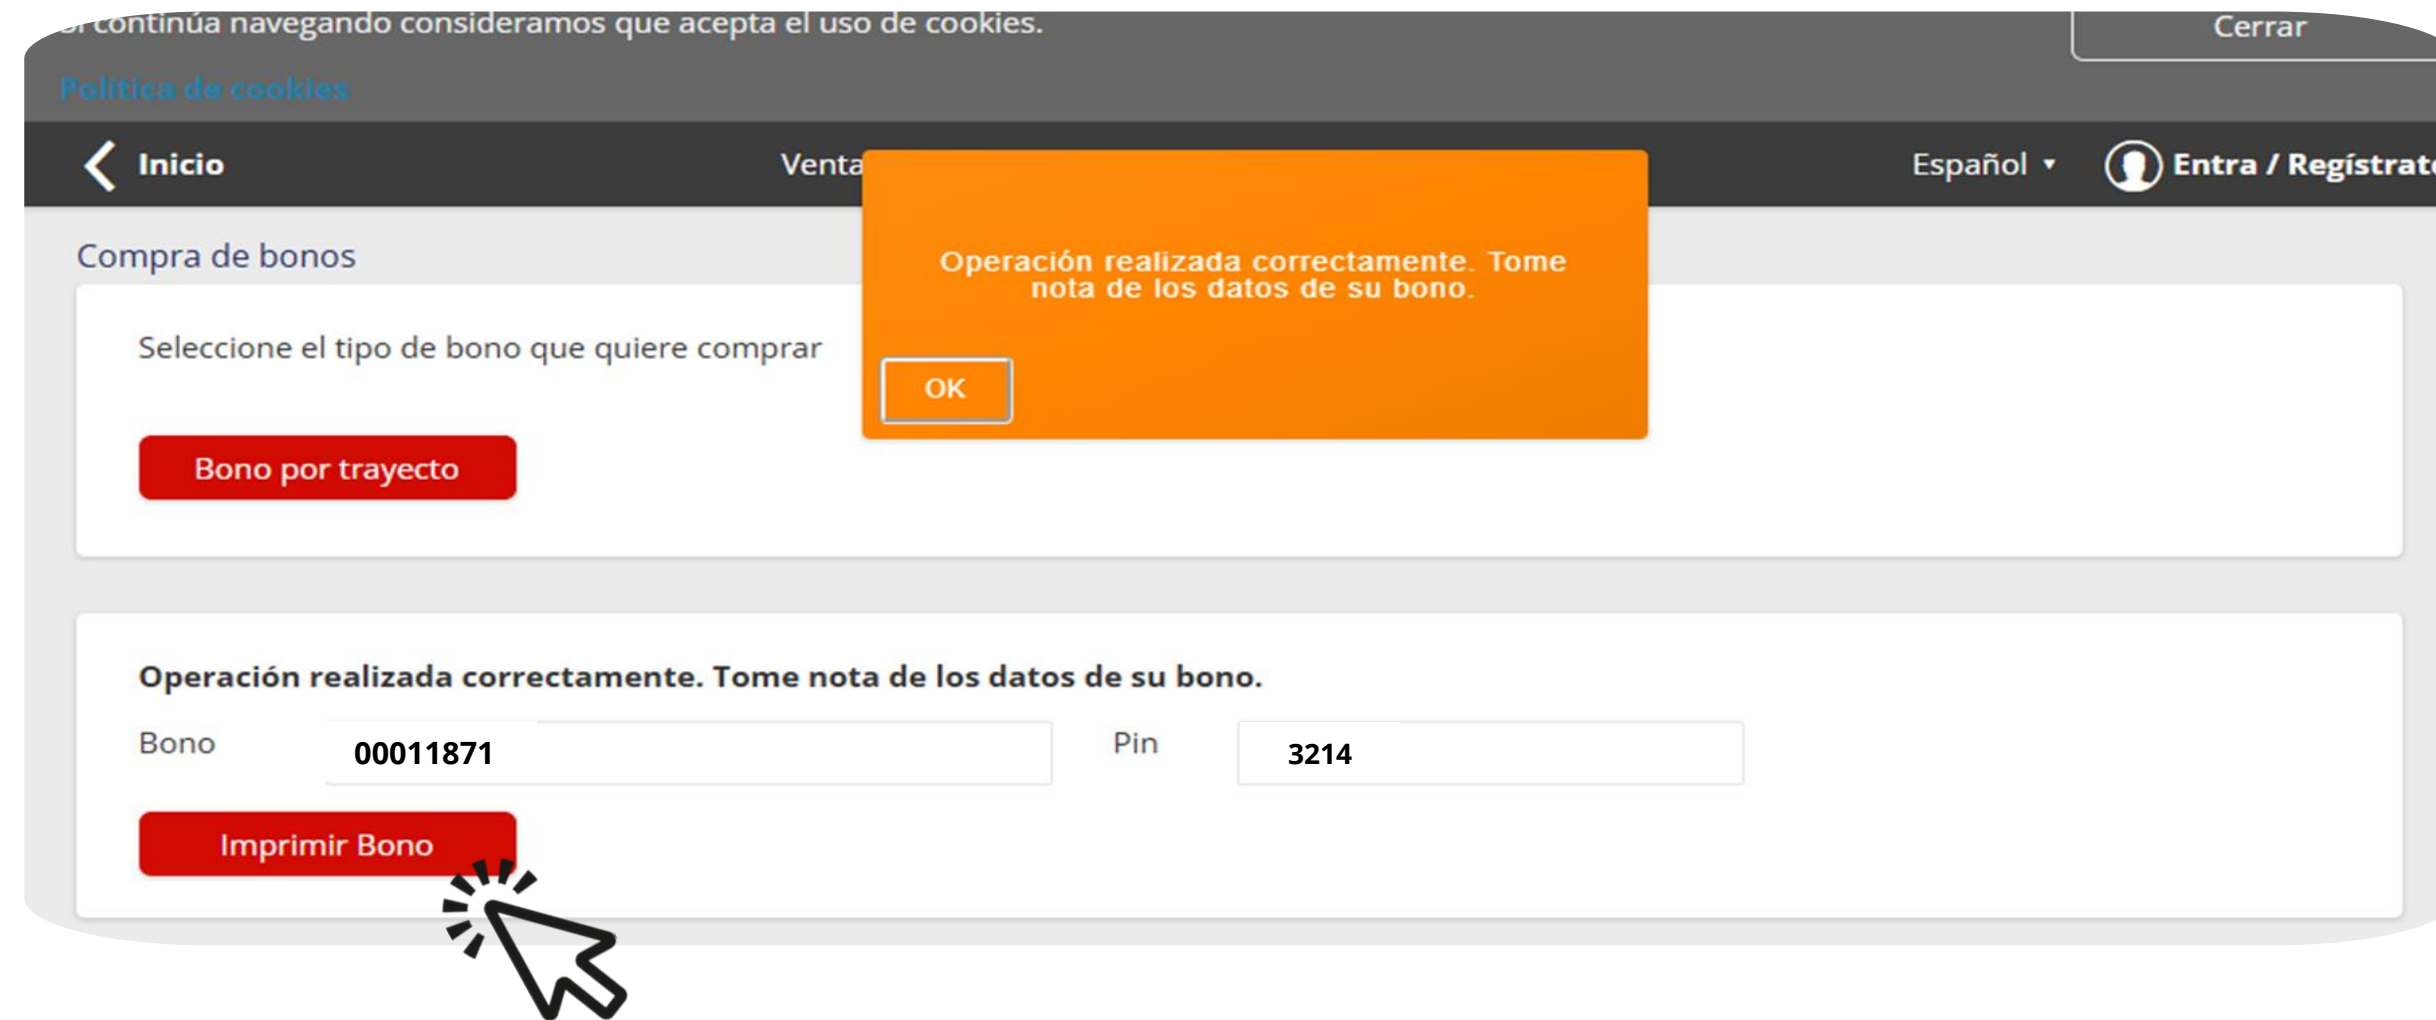 continúa navegando consideramos que acepta el uso de cookies.
Cerrar
Política de cookies
Inicio
Venta
Español
Entra / Regístrate
Operación realizada correctamente. Tome
nota de los datos de su bono.
OK
Compra de bonos
Seleccione el tipo de bono que quiere comprar
Bono por trayecto
Operación realizada correctamente. Tome nota de los datos de su bono.
Bono 00011871 Pin 3214
Imprimir Bono